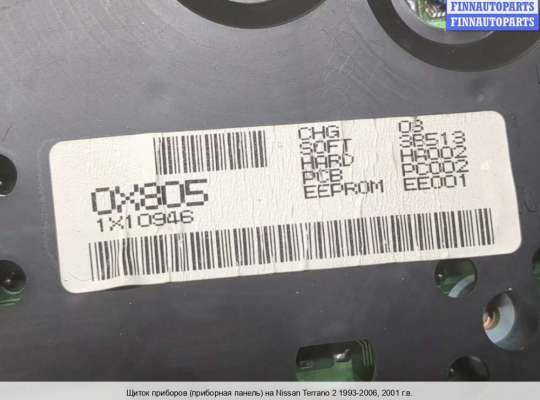 FINNAUTOPARTS
FINNAUTOPARTS
FINNAUTOPARTS
0X805
1X10946
CHG 03
SOFT 3B513
HARD HA002
PCB PC002
EEPROM EE001
Щиток приборов (приборная панель) на Nissan Terrano 2 1993-2006, 2001 г.в.